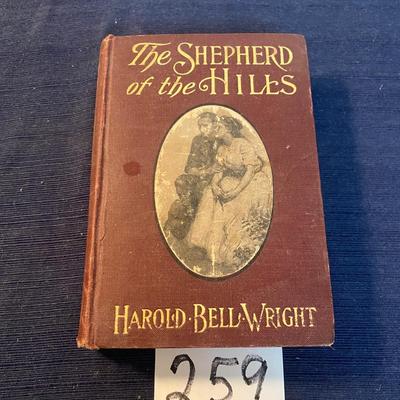 The SHEPHERD
of the HILLS
HAROLD·BELL·WRIGHT
259